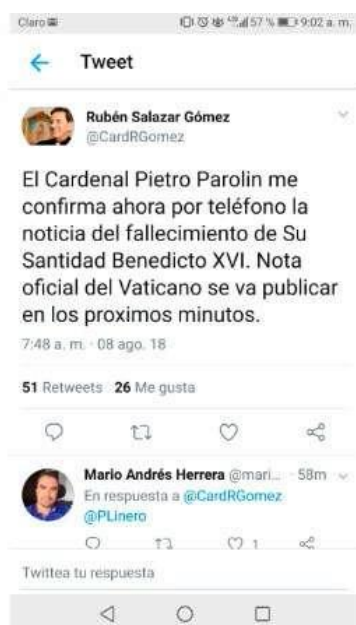 Claro 57 % 9:02 a. m.
Tweet
Rubén Salazar Gómez
@CardRGomez
El Cardenal Pietro Parolin me
confirma ahora por teléfono la
noticia del fallecimiento de Su
Santidad Benedicto XVI. Nota
oficial del Vaticano se va publicar
en los proximos minutos.
7:48 a. m. · 08 ago. 18
51 Retweets 26 Me gusta
Mario Andrés Herrera @mari... · 58m
En respuesta a @CardRGomez
@PLinero
1
Twittea tu respuesta